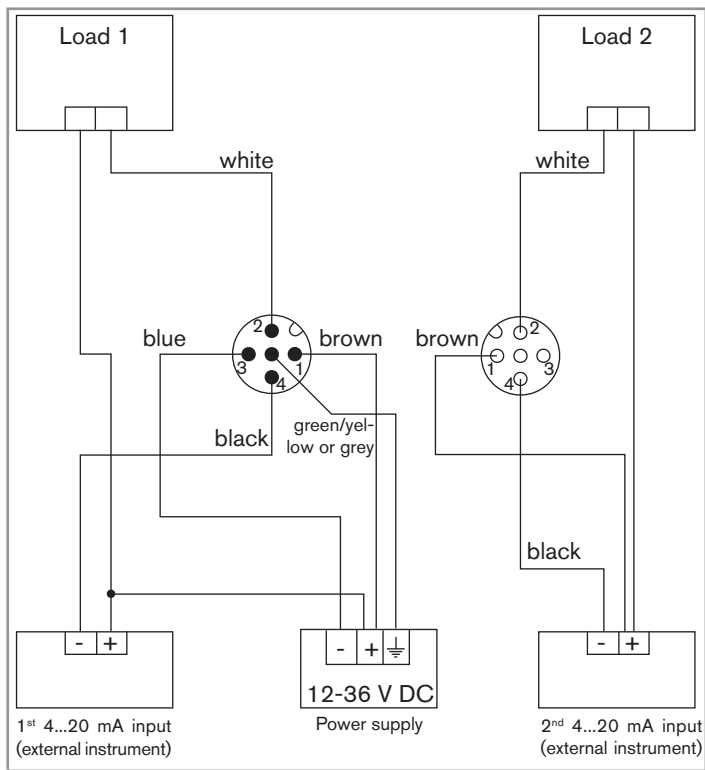 Load 1
Load 2
white
white
2
2
blue
brown
brown
3
1
1
3
4
4
green/yel-
low or grey
black
black
- +
- + ⏚
- +
12-36 V DC
1st 4...20 mA input
(external instrument)
Power supply
2nd 4...20 mA input
(external instrument)